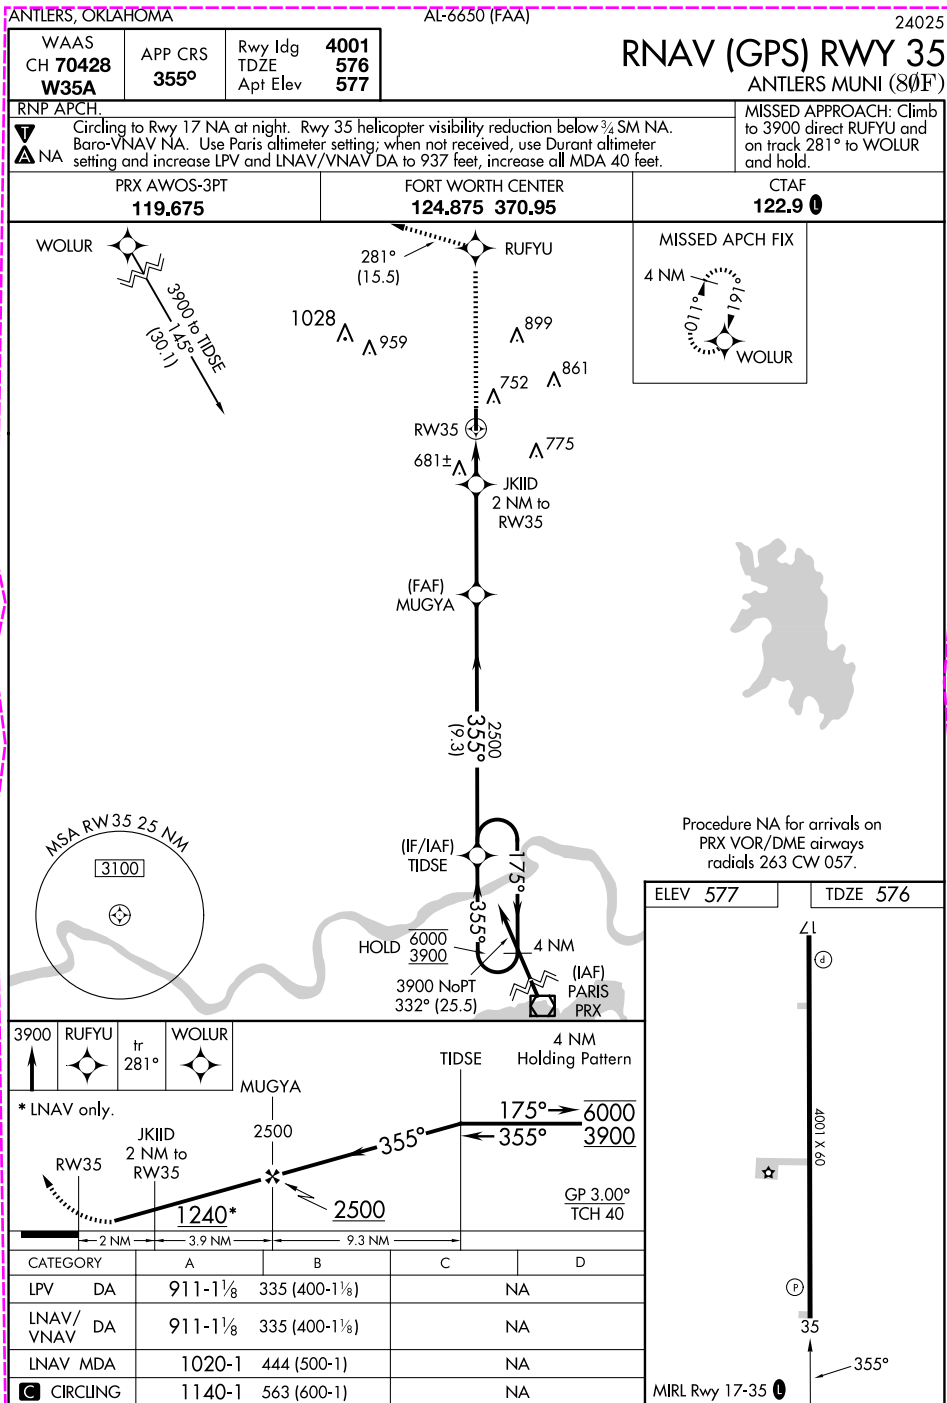 ANTLERS, OKLAHOMA
AL-6650 (FAA)
24025
WAAS
CH 70428
W35A
APP CRS
355°
Rwy ldg 4001
TDZE 576
Apt Elev 577
RNAV (GPS) RWY 35
ANTLERS MUNI (8ØF)
RNP APCH.
T
A NA
Circling to Rwy 17 NA at night. Rwy 35 helicopter visibility reduction below ¾ SM NA.
Baro-VNAV NA. Use Paris altimeter setting; when not received, use Durant altimeter
setting and increase LPV and LNAV/VNAV DA to 937 feet, increase all MDA 40 feet.
MISSED APPROACH: Climb
to 3900 direct RUFYU and
on track 281° to WOLUR
and hold.
PRX AWOS-3PT
119.675
FORT WORTH CENTER
124.875 370.95
CTAF
122.9 L
WOLUR
3900 to TIDSE
145°
(30.1)
281°
(15.5)
RUFYU
MISSED APCH FIX
4 NM
011°
191°
WOLUR
1028
959
899
861
752
775
RW35
681±
JKIID
2 NM to
RW35
(FAF)
MUGYA
2500
355°
(9.3)
MSA RW35 25 NM
3100
(IF/IAF)
TIDSE
175°
355°
HOLD 6000
3900
4 NM
3900 NoPT
332° (25.5)
(IAF)
PARIS
PRX
Procedure NA for arrivals on
PRX VOR/DME airways
radials 263 CW 057.
ELEV 577
TDZE 576
17
P
4001 X 60
P
35
355°
MIRL Rwy 17-35 L
3900
RUFYU
tr
281°
WOLUR
* LNAV only.
RW35
JKIID
2 NM to
RW35
MUGYA
2500
TIDSE
4 NM
Holding Pattern
175°
6000
355°
3900
355°
1240*
2500
GP 3.00°
TCH 40
2 NM
3.9 NM
9.3 NM
CATEGORY A B C D
LPV DA 911-1⅛ 335 (400-1⅛) NA
LNAV/
VNAV DA 911-1⅛ 335 (400-1⅛) NA
LNAV MDA 1020-1 444 (500-1) NA
C CIRCLING 1140-1 563 (600-1) NA